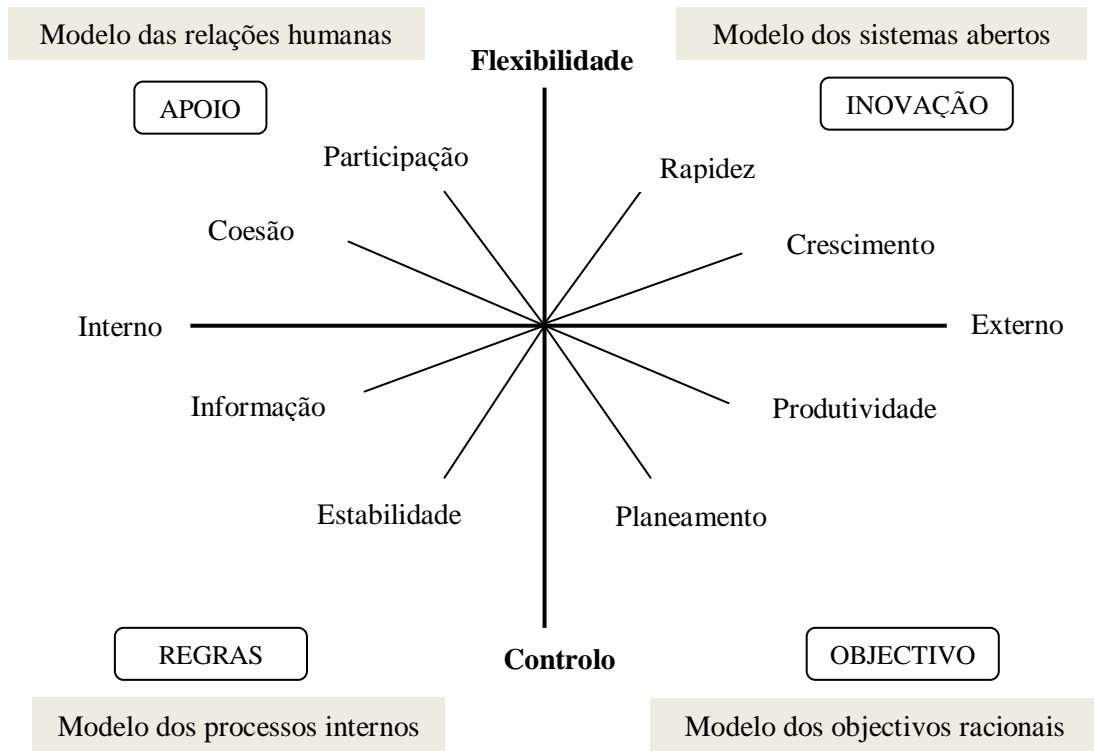 Modelo das relações humanas
Modelo dos sistemas abertos
Flexibilidade
APOIO
INOVAÇÃO
Participação
Rapidez
Coesão
Crescimento
Interno
Externo
Informação
Produtividade
Estabilidade
Planeamento
REGRAS
Controlo
OBJECTIVO
Modelo dos processos internos
Modelo dos objectivos racionais